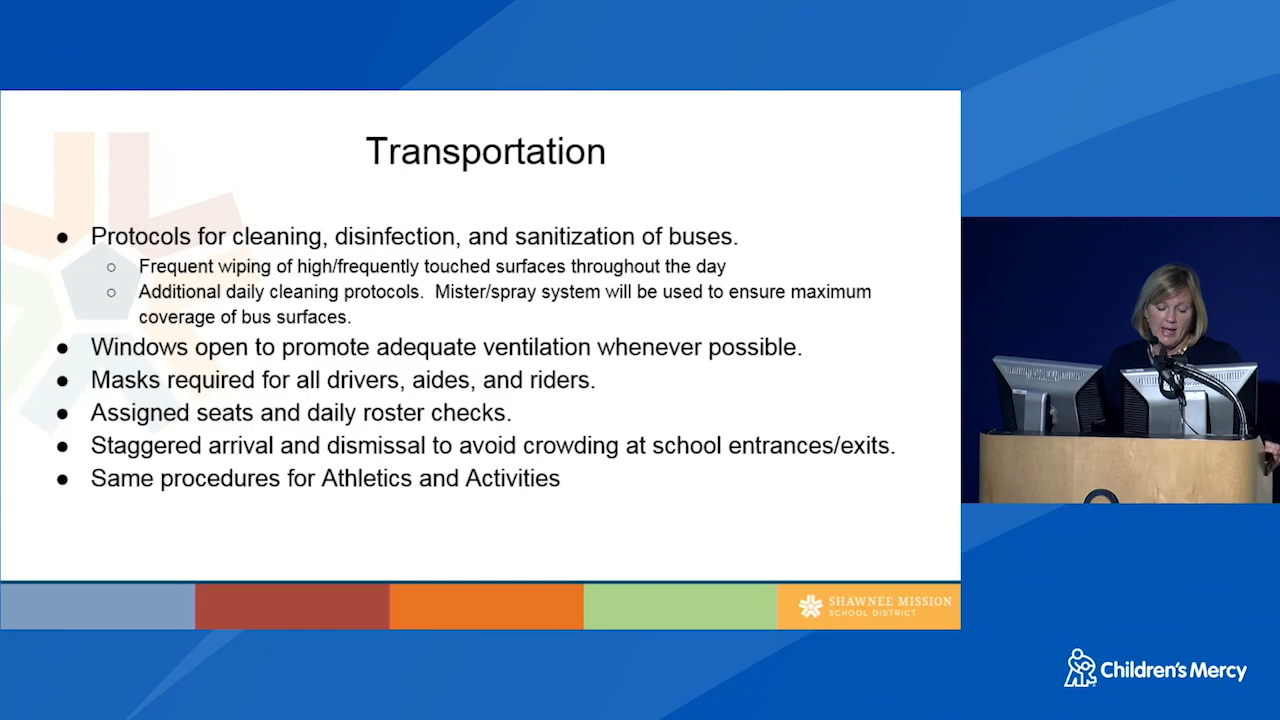 Transportation
● Protocols for cleaning, disinfection, and sanitization of buses.
○ Frequent wiping of high/frequently touched surfaces throughout the day
○ Additional daily cleaning protocols. Mister/spray system will be used to ensure maximum
coverage of bus surfaces.
● Windows open to promote adequate ventilation whenever possible.
● Masks required for all drivers, aides, and riders.
● Assigned seats and daily roster checks.
● Staggered arrival and dismissal to avoid crowding at school entrances/exits.
● Same procedures for Athletics and Activities
SHAWNEE MISSION
SCHOOL DISTRICT
Children's Mercy